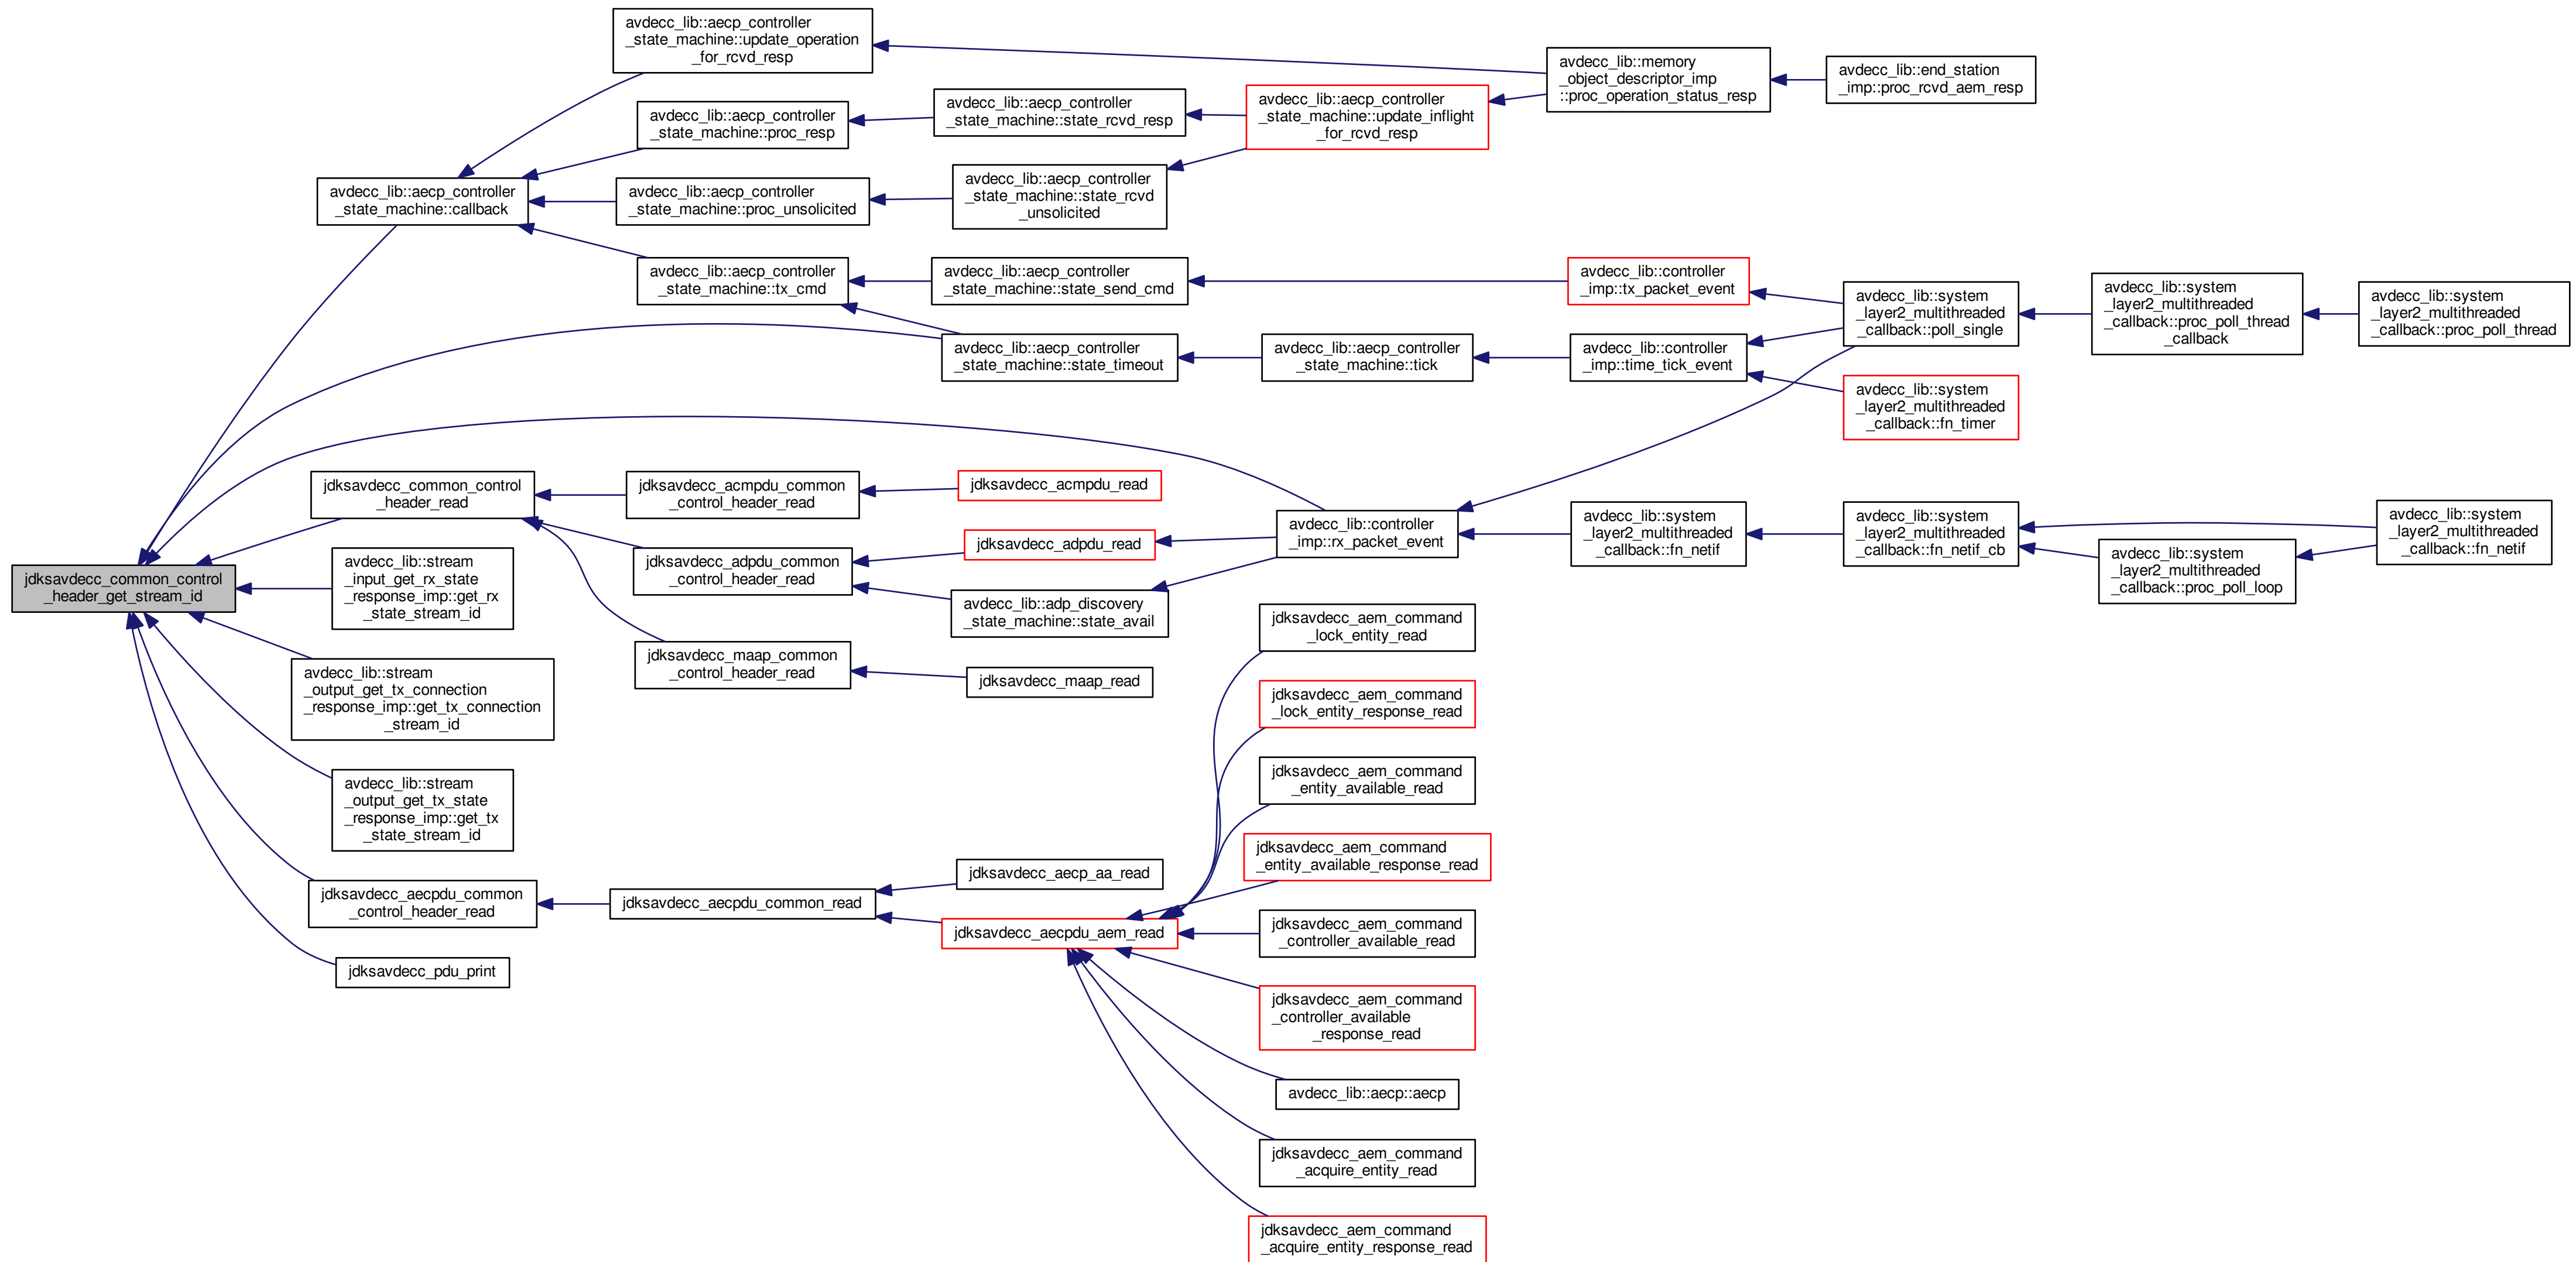 avdecc_lib::aecp_controller
_state_machine::update_operation
_for_rcvd_resp
avdecc_lib::memory
_object_descriptor_imp
::proc_operation_status_resp
avdecc_lib::end_station
_imp::proc_rcvd_aem_resp
avdecc_lib::aecp_controller
_state_machine::proc_resp
avdecc_lib::aecp_controller
_state_machine::state_rcvd_resp
avdecc_lib::aecp_controller
_state_machine::update_inflight
_for_rcvd_resp
avdecc_lib::aecp_controller
_state_machine::callback
avdecc_lib::aecp_controller
_state_machine::proc_unsolicited
avdecc_lib::aecp_controller
_state_machine::state_rcvd
_unsolicited
avdecc_lib::aecp_controller
_state_machine::tx_cmd
avdecc_lib::aecp_controller
_state_machine::state_send_cmd
avdecc_lib::controller
_imp::tx_packet_event
avdecc_lib::system
_layer2_multithreaded
_callback::poll_single
avdecc_lib::system
_layer2_multithreaded
_callback::proc_poll_thread
_callback
avdecc_lib::system
_layer2_multithreaded
_callback::proc_poll_thread
avdecc_lib::aecp_controller
_state_machine::state_timeout
avdecc_lib::aecp_controller
_state_machine::tick
avdecc_lib::controller
_imp::time_tick_event
avdecc_lib::system
_layer2_multithreaded
_callback::fn_timer
jdksavdecc_common_control
_header_read
jdksavdecc_acmpdu_common
_control_header_read
jdksavdecc_acmpdu_read
jdksavdecc_adpdu_common
_control_header_read
jdksavdecc_adpdu_read
avdecc_lib::controller
_imp::rx_packet_event
avdecc_lib::system
_layer2_multithreaded
_callback::fn_netif
avdecc_lib::system
_layer2_multithreaded
_callback::fn_netif_cb
avdecc_lib::system
_layer2_multithreaded
_callback::fn_netif
avdecc_lib::system
_layer2_multithreaded
_callback::proc_poll_loop
jdksavdecc_common_control
_header_get_stream_id
avdecc_lib::stream
_input_get_rx_state
_response_imp::get_rx
_state_stream_id
avdecc_lib::adp_discovery
_state_machine::state_avail
jdksavdecc_maap_common
_control_header_read
jdksavdecc_maap_read
avdecc_lib::stream
_output_get_tx_connection
_response_imp::get_tx_connection
_stream_id
avdecc_lib::stream
_output_get_tx_state
_response_imp::get_tx
_state_stream_id
jdksavdecc_aecpdu_common
_control_header_read
jdksavdecc_aecpdu_common_read
jdksavdecc_aecp_aa_read
jdksavdecc_aecpdu_aem_read
jdksavdecc_pdu_print
jdksavdecc_aem_command
_lock_entity_read
jdksavdecc_aem_command
_lock_entity_response_read
jdksavdecc_aem_command
_entity_available_read
jdksavdecc_aem_command
_entity_available_response_read
jdksavdecc_aem_command
_controller_available_read
jdksavdecc_aem_command
_controller_available
_response_read
avdecc_lib::aecp::aecp
jdksavdecc_aem_command
_acquire_entity_read
jdksavdecc_aem_command
_acquire_entity_response_read